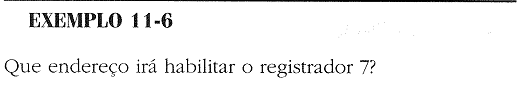 EXEMPLO 11-6
Que endereço irá habilitar o registrador 7?